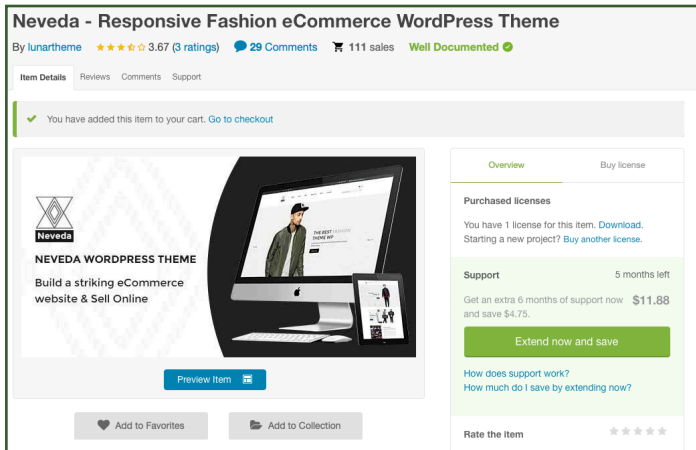 Neveda - Responsive Fashion eCommerce WordPress Theme
By lunartheme 3.67 (3 ratings) 29 Comments 111 sales Well Documented
Item Details Reviews Comments Support
You have added this item to your cart. Go to checkout
Neveda
NEVEDA WORDPRESS THEME
Build a striking eCommerce
website & Sell Online
THE BEST FASHION
THEME WP
Preview Item
Add to Favorites Add to Collection
Overview Buy license
Purchased licenses
You have 1 license for this item. Download.
Starting a new project? Buy another license.
Support 5 months left
Get an extra 6 months of support now $11.88
and save $4.75.
Extend now and save
How does support work?
How much do I save by extending now?
Rate the item